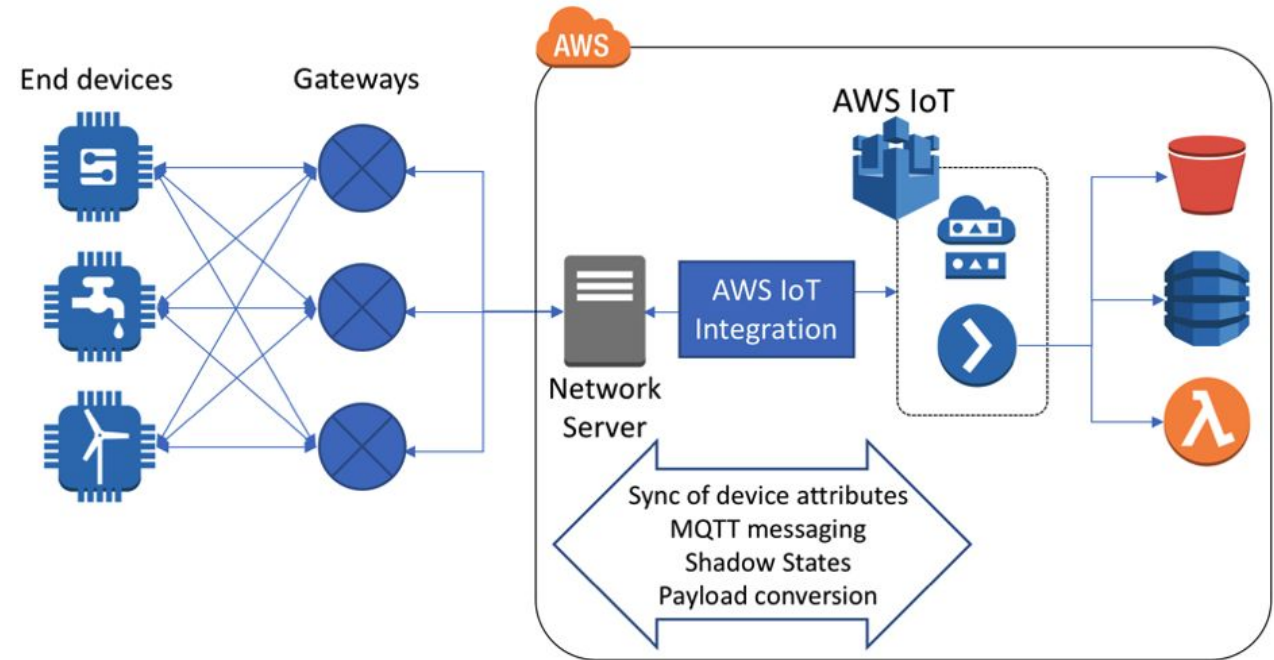 AWS
End devices
Gateways
AWS IoT
AWS IoT
Integration
Network
Server
Sync of device attributes
MQTT messaging
Shadow States
Payload conversion
λ